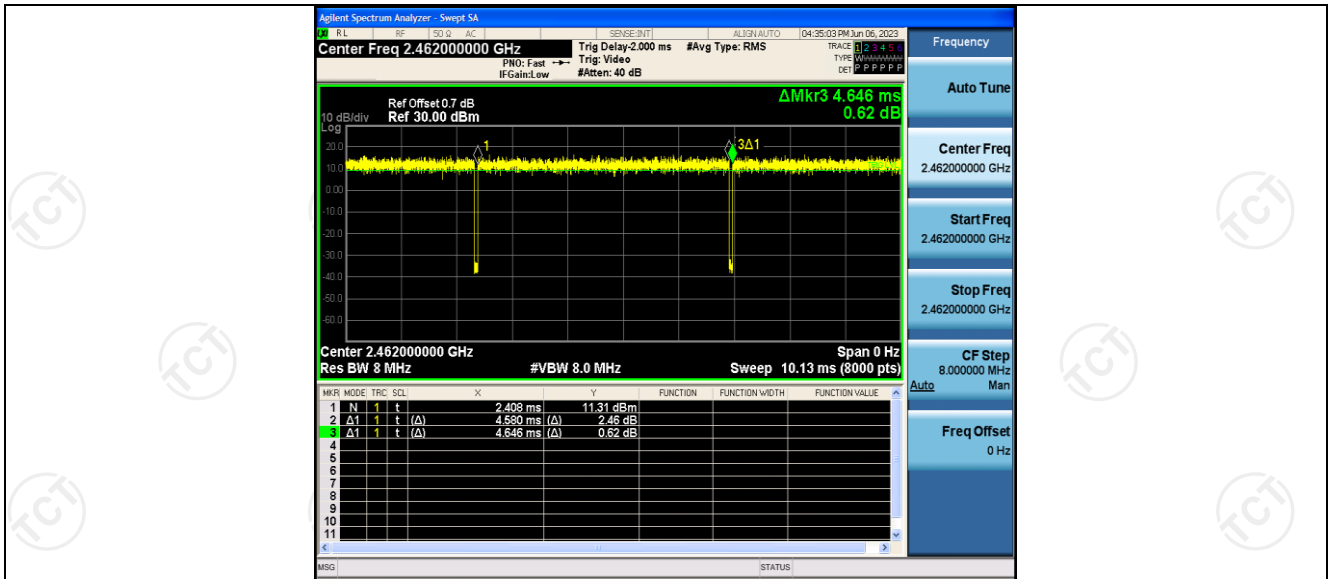 Agilent Spectrum Analyzer - Swept SA
LXI RL RF 50 Ω AC SENSE:INT ALIGN AUTO 04:35:03 PM Jun 06, 2023
Center Freq 2.462000000 GHz
PNO: Fast
IFGain:Low
Trig Delay-2.000 ms
Trig: Video
#Atten: 40 dB
#Avg Type: RMS
TRACE 1 2 3 4 5 6
TYPE W
DET P P P P P P
ΔMkr3 4.646 ms
0.62 dB
Ref Offset 0.7 dB
10 dB/div Ref 30.00 dBm
Log
1
3Δ1
20.0
10.0
0.00
-10.0
-20.0
-30.0
-40.0
-50.0
-60.0
Center 2.462000000 GHz Span 0 Hz
Res BW 8 MHz #VBW 8.0 MHz Sweep 10.13 ms (8000 pts)
MKR MODE TRC SCL X Y FUNCTION FUNCTION WIDTH FUNCTION VALUE
1 N 1 t 2.408 ms 11.31 dBm
2 Δ1 1 t (Δ) 4.580 ms (Δ) 2.46 dB
3 Δ1 1 t (Δ) 4.646 ms (Δ) 0.62 dB
4
5
6
7
8
9
10
11
MSG STATUS
Frequency
Auto Tune
Center Freq
2.462000000 GHz
Start Freq
2.462000000 GHz
Stop Freq
2.462000000 GHz
CF Step
8.000000 MHz
Auto Man
Freq Offset
0 Hz
TCT
TCT
TCT
TCT
TCT
TCT